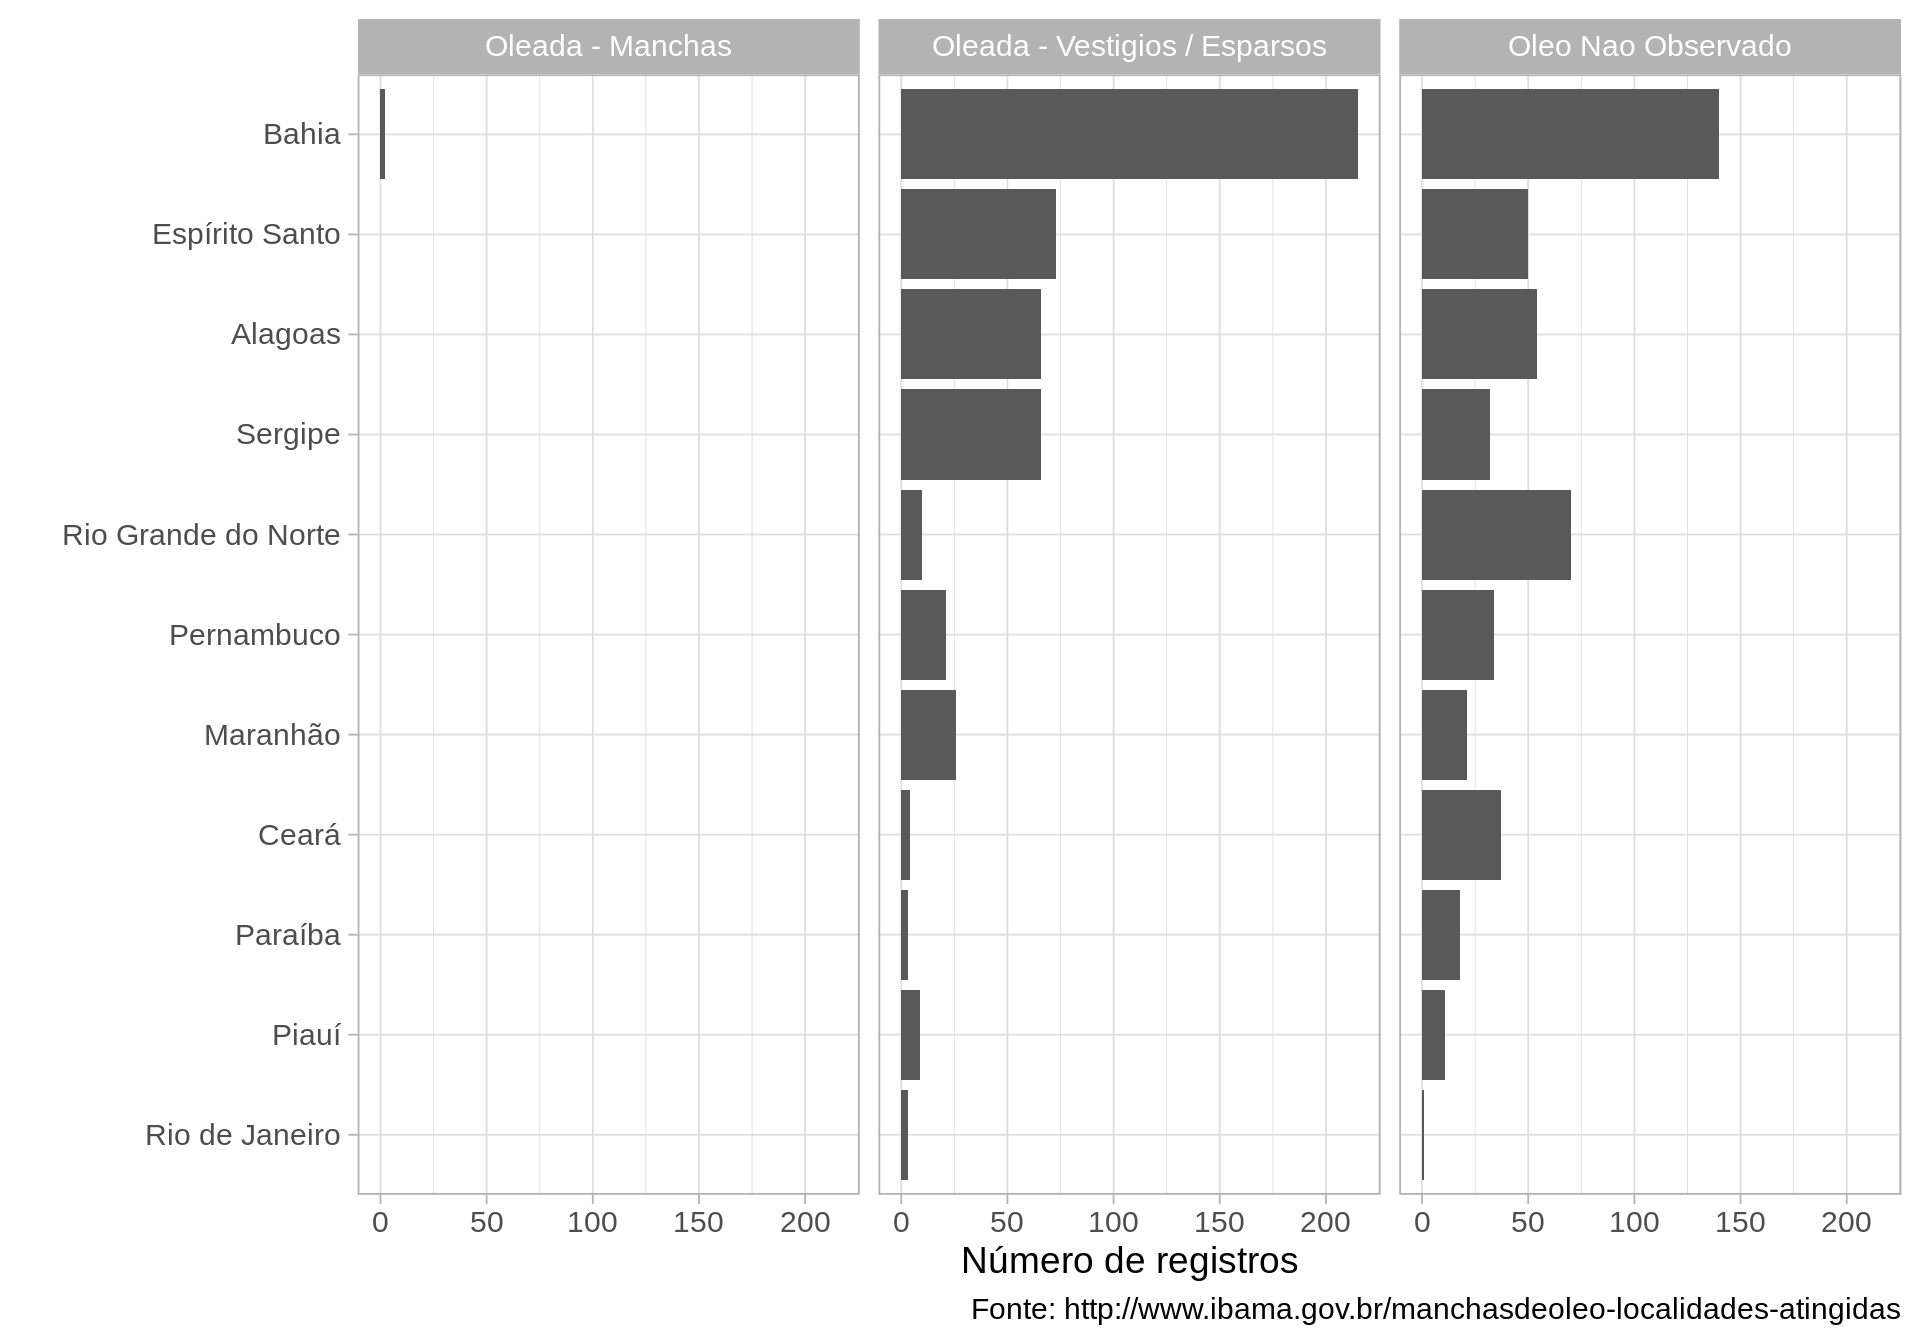 Oleada - Manchas
Oleada - Vestigios / Esparsos
Oleo Nao Observado
Bahia
Espírito Santo
Alagoas
Sergipe
Rio Grande do Norte
Pernambuco
Maranhão
Ceará
Paraíba
Piauí
Rio de Janeiro
0 50 100 150 200
0 50 100 150 200
0 50 100 150 200
Número de registros
Fonte: http://www.ibama.gov.br/manchasdeoleo-localidades-atingidas